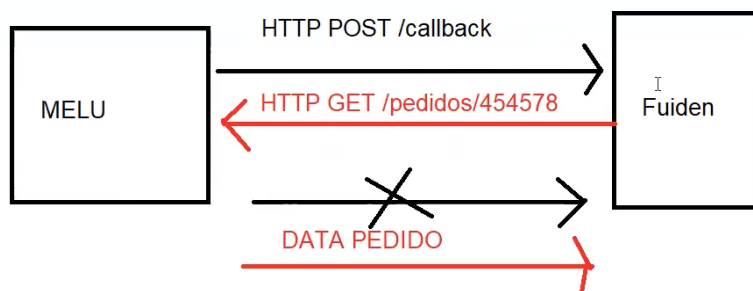 HTTP POST /callback
MELU
HTTP GET /pedidos/454578
Fuiden
DATA PEDIDO